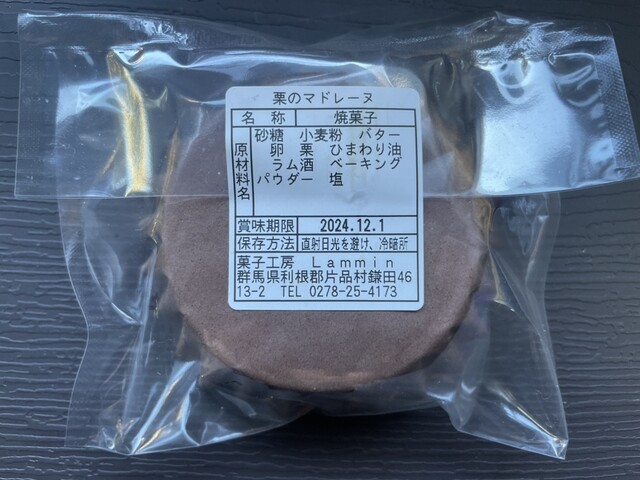 栗のマドレーヌ
名 称 焼菓子
原材料名 砂糖 小麦粉 バター
卵 栗 ひまわり油
ラム酒 ベーキング
パウダー 塩
賞味期限 2024.12.1
保存方法 直射日光を避け、冷暗所
菓子工房 Lammin
群馬県利根郡片品村鎌田46
13-2 TEL 0278-25-4173